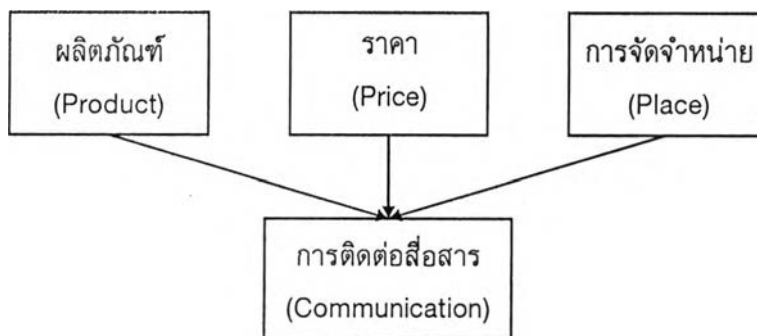 ผลิตภัณฑ์
(Product)
ราคา
(Price)
การจัดจำหน่าย
(Place)
การติดต่อสื่อสาร
(Communication)